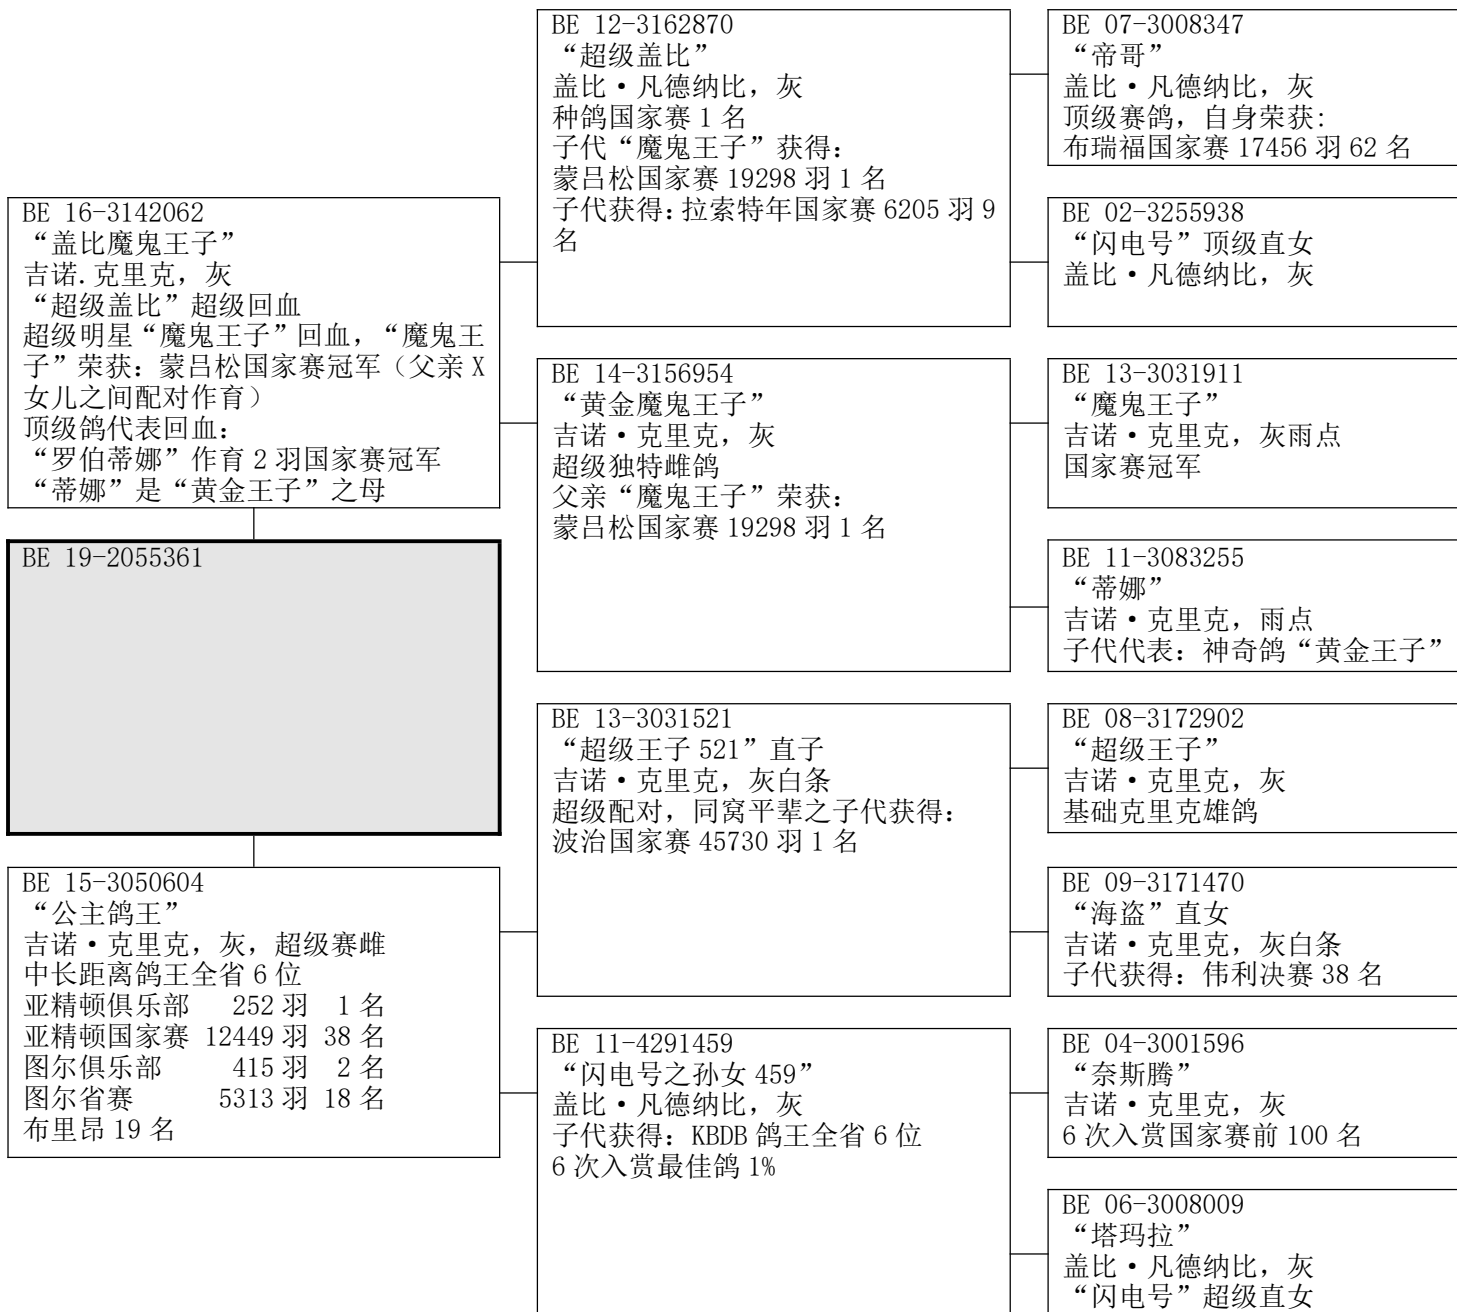 BE 16-3142062
“盖比魔鬼王子”
吉诺.克里克，灰
“超级盖比”超级回血
超级明星“魔鬼王子”回血，“魔鬼王
子”荣获：蒙吕松国家赛冠军（父亲 X
女儿之间配对作育）
顶级鸽代表回血：
“罗伯蒂娜”作育 2 羽国家赛冠军
“蒂娜”是“黄金王子”之母
BE 19-2055361
BE 15-3050604
“公主鸽王”
吉诺·克里克，灰，超级赛雌
中长距离鸽王全省 6 位
亚精顿俱乐部 252 羽 1 名
亚精顿国家赛 12449 羽 38 名
图尔俱乐部 415 羽 2 名
图尔省赛 5313 羽 18 名
布里昂 19 名
BE 12-3162870
“超级盖比”
盖比·凡德纳比，灰
种鸽国家赛 1 名
子代“魔鬼王子”获得：
蒙吕松国家赛 19298 羽 1 名
子代获得：拉索特年国家赛 6205 羽 9
名
BE 14-3156954
“黄金魔鬼王子”
吉诺·克里克，灰
超级独特雌鸽
父亲“魔鬼王子”荣获：
蒙吕松国家赛 19298 羽 1 名
BE 13-3031521
“超级王子 521”直子
吉诺·克里克，灰白条
超级配对，同窝平辈之子代获得：
波治国家赛 45730 羽 1 名
BE 11-4291459
“闪电号之孙女 459”
盖比·凡德纳比，灰
子代获得：KBDB 鸽王全省 6 位
6 次入赏最佳鸽 1%
BE 07-3008347
“帝哥”
盖比·凡德纳比，灰
顶级赛鸽，自身荣获：
布瑞福国家赛 17456 羽 62 名
BE 02-3255938
“闪电号”顶级直女
盖比·凡德纳比，灰
BE 13-3031911
“魔鬼王子”
吉诺·克里克，灰雨点
国家赛冠军
BE 11-3083255
“蒂娜”
吉诺·克里克，雨点
子代代表：神奇鸽“黄金王子”
BE 08-3172902
“超级王子”
吉诺·克里克，灰
基础克里克雄鸽
BE 09-3171470
“海盗”直女
吉诺·克里克，灰白条
子代获得：伟利决赛 38 名
BE 04-3001596
“奈斯腾”
吉诺·克里克，灰
6 次入赏国家赛前 100 名
BE 06-3008009
“塔玛拉”
盖比·凡德纳比，灰
“闪电号”超级直女